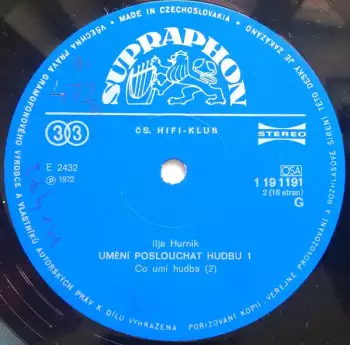 MADE IN CZECHOSLOVAKIA •
VŠECHNA PRÁVA GRAMOFONOVÉHO VÝROBCE A VLASTNÍKŮ AUTORSKÝCH PRÁV K DÍLU VYHRAŽENA • POŘIZOVÁNÍ KOPIÍ, VEŘEJNÉ PROVOZOVÁNÍ A ROZHLASOVÉ ŠÍŘENÍ TÉTO DESKY JE ZAKÁZÁNO •
SUPRAPHON
33
ČS. HIFI-KLUB
STEREO
E 2432
Ⓟ 1972
OSA
1 19 1191
2 (16 stran)
G
Ilja Hurník
UMĚNÍ POSLOUCHAT HUDBU 1
Co umí hudba (2)